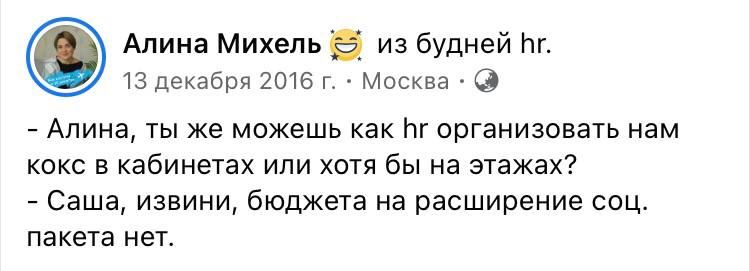 Алина Михель 😄 из будней hr.
13 декабря 2016 г. · Москва ·
- Алина, ты же можешь как hr организовать нам
кокс в кабинетах или хотя бы на этажах?
- Саша, извини, бюджета на расширение соц.
пакета нет.